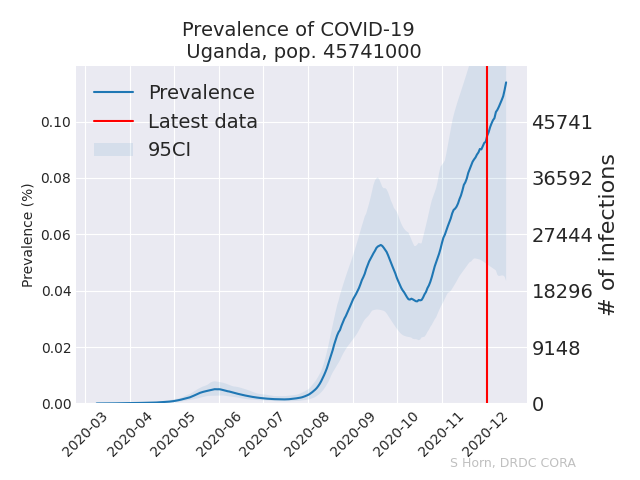 Prevalence of COVID-19
Uganda, pop. 45741000
Prevalence
Latest data
95CI
Prevalence (%)
0.10
0.08
0.06
0.04
0.02
0.00
45741
36592
27444
18296
9148
0
# of infections
2020-03
2020-04
2020-05
2020-06
2020-07
2020-08
2020-09
2020-10
2020-11
2020-12
S Horn, DRDC CORA